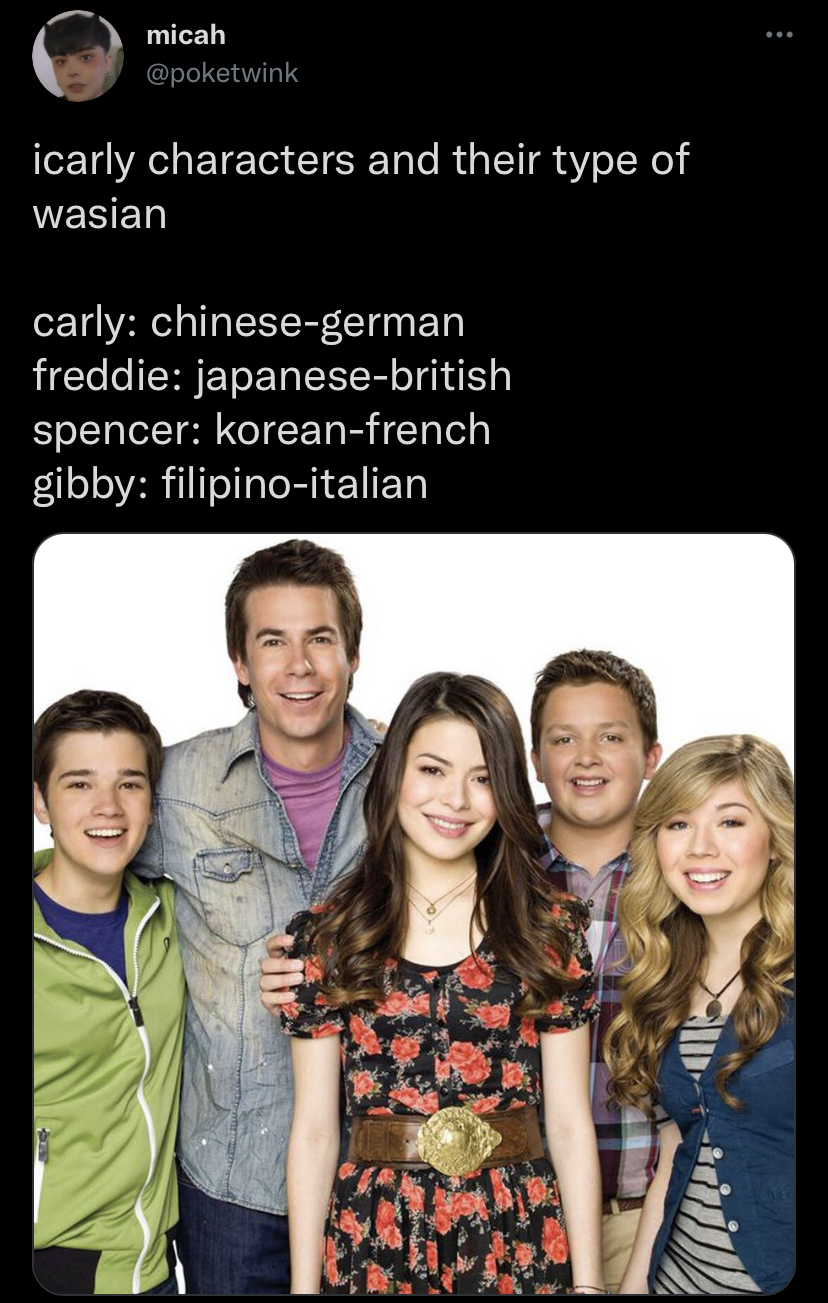 micah
@poketwink
icarly characters and their type of
wasian
carly: chinese-german
freddie: japanese-british
spencer: korean-french
gibby: filipino-italian